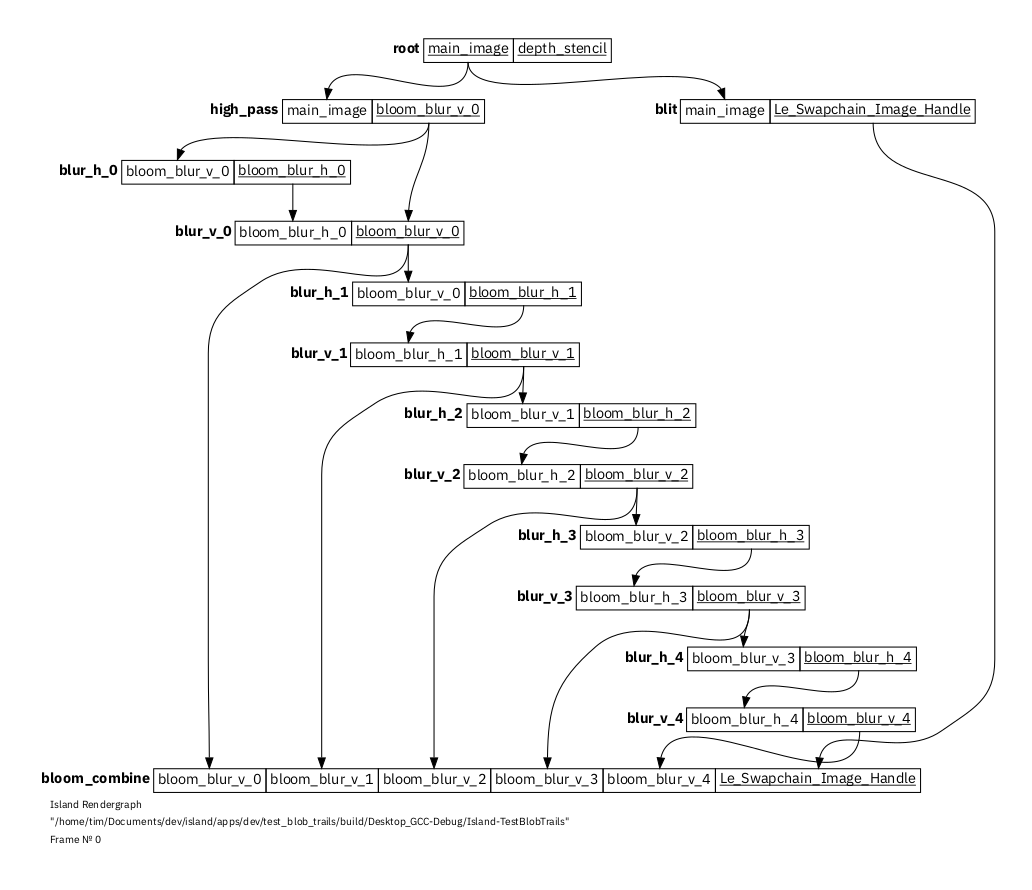 root main_image depth_stencil
high_pass main_image bloom_blur_v_0 blit main_image Le_Swapchain_Image_Handle
blur_h_0 bloom_blur_v_0 bloom_blur_h_0
blur_v_0 bloom_blur_h_0 bloom_blur_v_0
blur_h_1 bloom_blur_v_0 bloom_blur_h_1
blur_v_1 bloom_blur_h_1 bloom_blur_v_1
blur_h_2 bloom_blur_v_1 bloom_blur_h_2
blur_v_2 bloom_blur_h_2 bloom_blur_v_2
blur_h_3 bloom_blur_v_2 bloom_blur_h_3
blur_v_3 bloom_blur_h_3 bloom_blur_v_3
blur_h_4 bloom_blur_v_3 bloom_blur_h_4
blur_v_4 bloom_blur_h_4 bloom_blur_v_4
bloom_combine bloom_blur_v_0 bloom_blur_v_1 bloom_blur_v_2 bloom_blur_v_3 bloom_blur_v_4 Le_Swapchain_Image_Handle
Island Rendergraph
"/home/tim/Documents/dev/island/apps/dev/test_blob_trails/build/Desktop_GCC-Debug/Island-TestBlobTrails"
Frame № 0